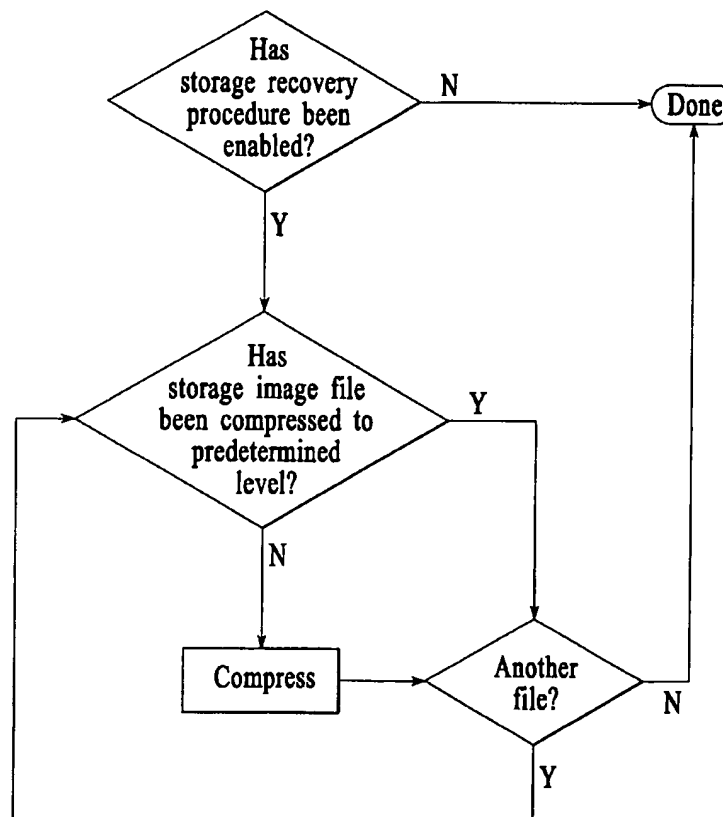 Has
storage recovery
procedure been
enabled?
N
Done
Y
Has
storage image file
been compressed to
predetermined
level?
Y
N
Compress
Another
file?
N
Y